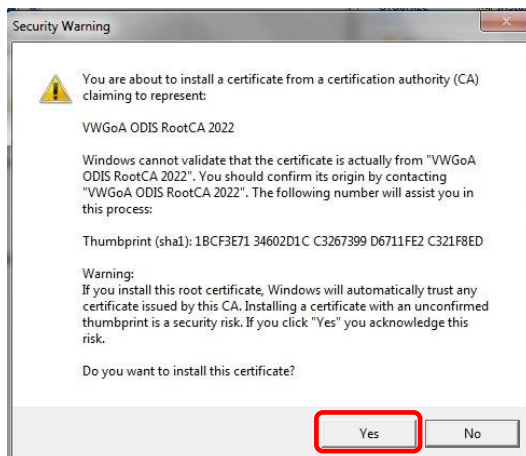 Security Warning
You are about to install a certificate from a certification authority (CA)
claiming to represent:
VWGoA ODIS RootCA 2022
Windows cannot validate that the certificate is actually from "VWGoA
ODIS RootCA 2022". You should confirm its origin by contacting
"VWGoA ODIS RootCA 2022". The following number will assist you in
this process:
Thumbprint (sha1): 1BCF3E71 34602D1C C3267399 D6711FE2 C321F8ED
Warning:
If you install this root certificate, Windows will automatically trust any
certificate issued by this CA. Installing a certificate with an unconfirmed
thumbprint is a security risk. If you click "Yes" you acknowledge this
risk.
Do you want to install this certificate?
Yes No